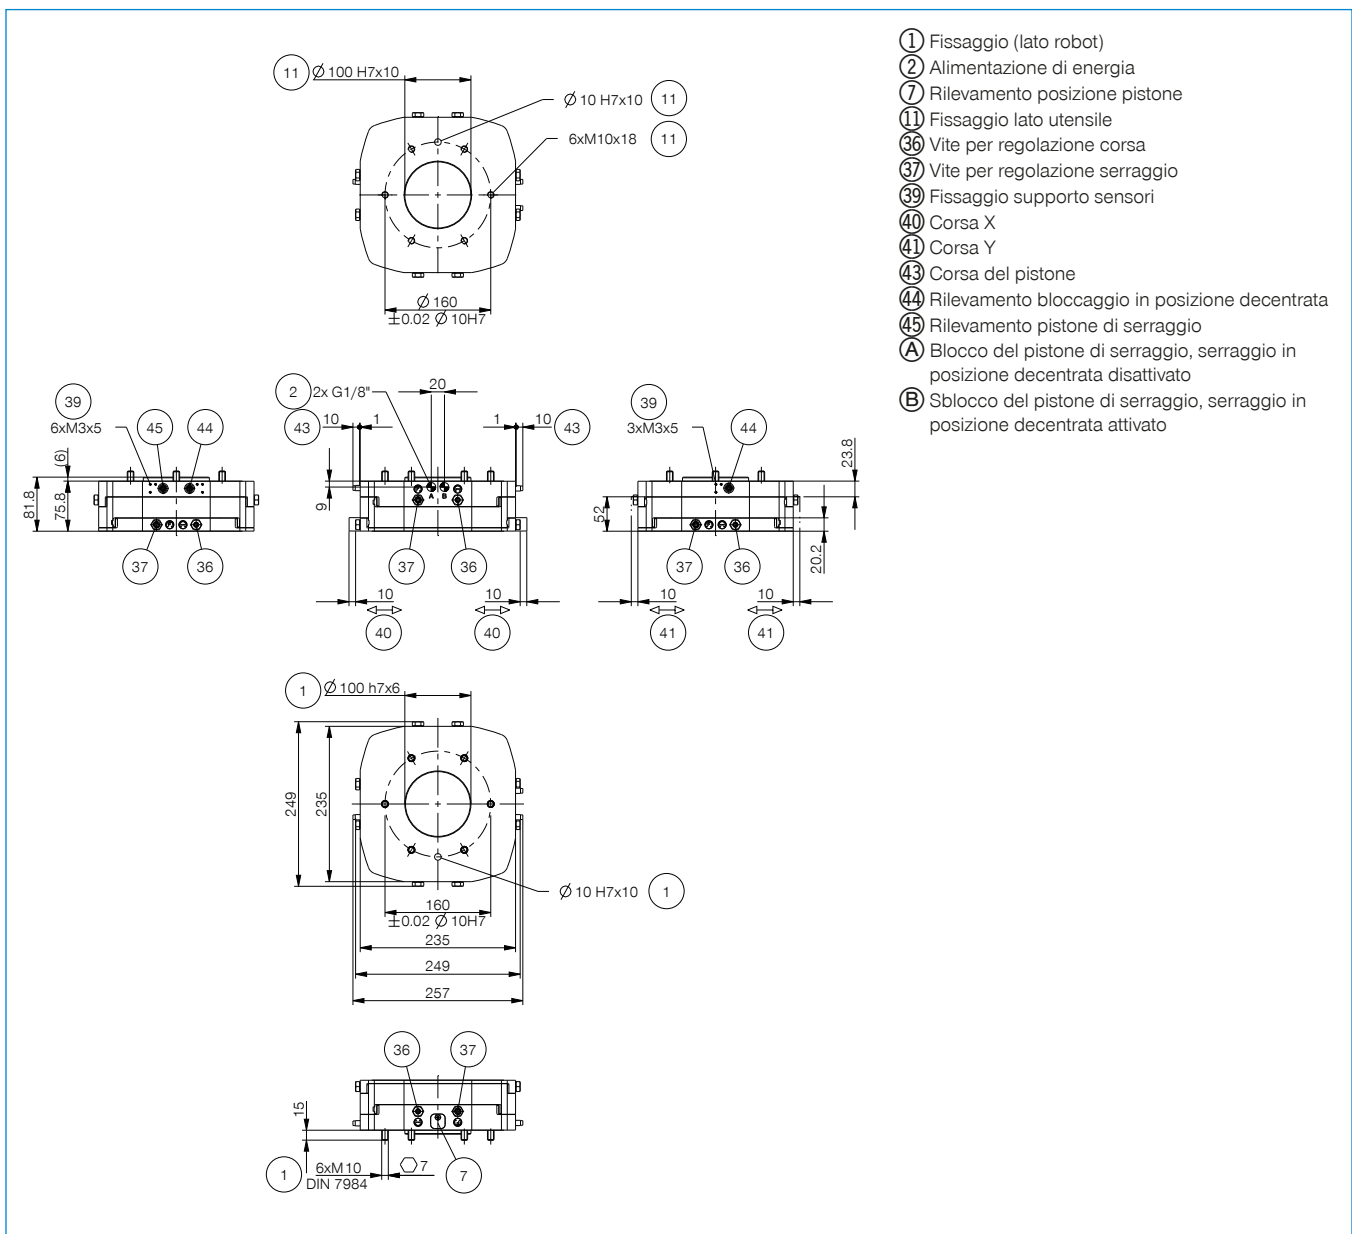 11 Ø 100 H7x10
Ø 10 H7x10 11
6xM10x18 11
Ø 160
±0.02 Ø 10H7
1 Fissaggio (lato robot)
2 Alimentazione di energia
7 Rilevamento posizione pistone
11 Fissaggio lato utensile
36 Vite per regolazione corsa
37 Vite per regolazione serraggio
39 Fissaggio supporto sensori
40 Corsa X
41 Corsa Y
43 Corsa del pistone
44 Rilevamento bloccaggio in posizione decentrata
45 Rilevamento pistone di serraggio
A Blocco del pistone di serraggio, serraggio in
posizione decentrata disattivato
B Sblocco del pistone di serraggio, serraggio in
posizione decentrata attivato
39
6xM3x5 45 44
(6)
81.8
75.8
37 36
2 2x G1/8" 20
43 10 1
1 10 43
9
A B
37 36
10 10
40 40
39
3xM3x5 44
23.8
52
20.2
37 36
10 10
41 41
1 Ø 100 h7x6
249
235
Ø 10 H7x10 1
160
±0.02 Ø 10H7
235
249
257
36 37
15
1 6xM10 7 7
DIN 7984